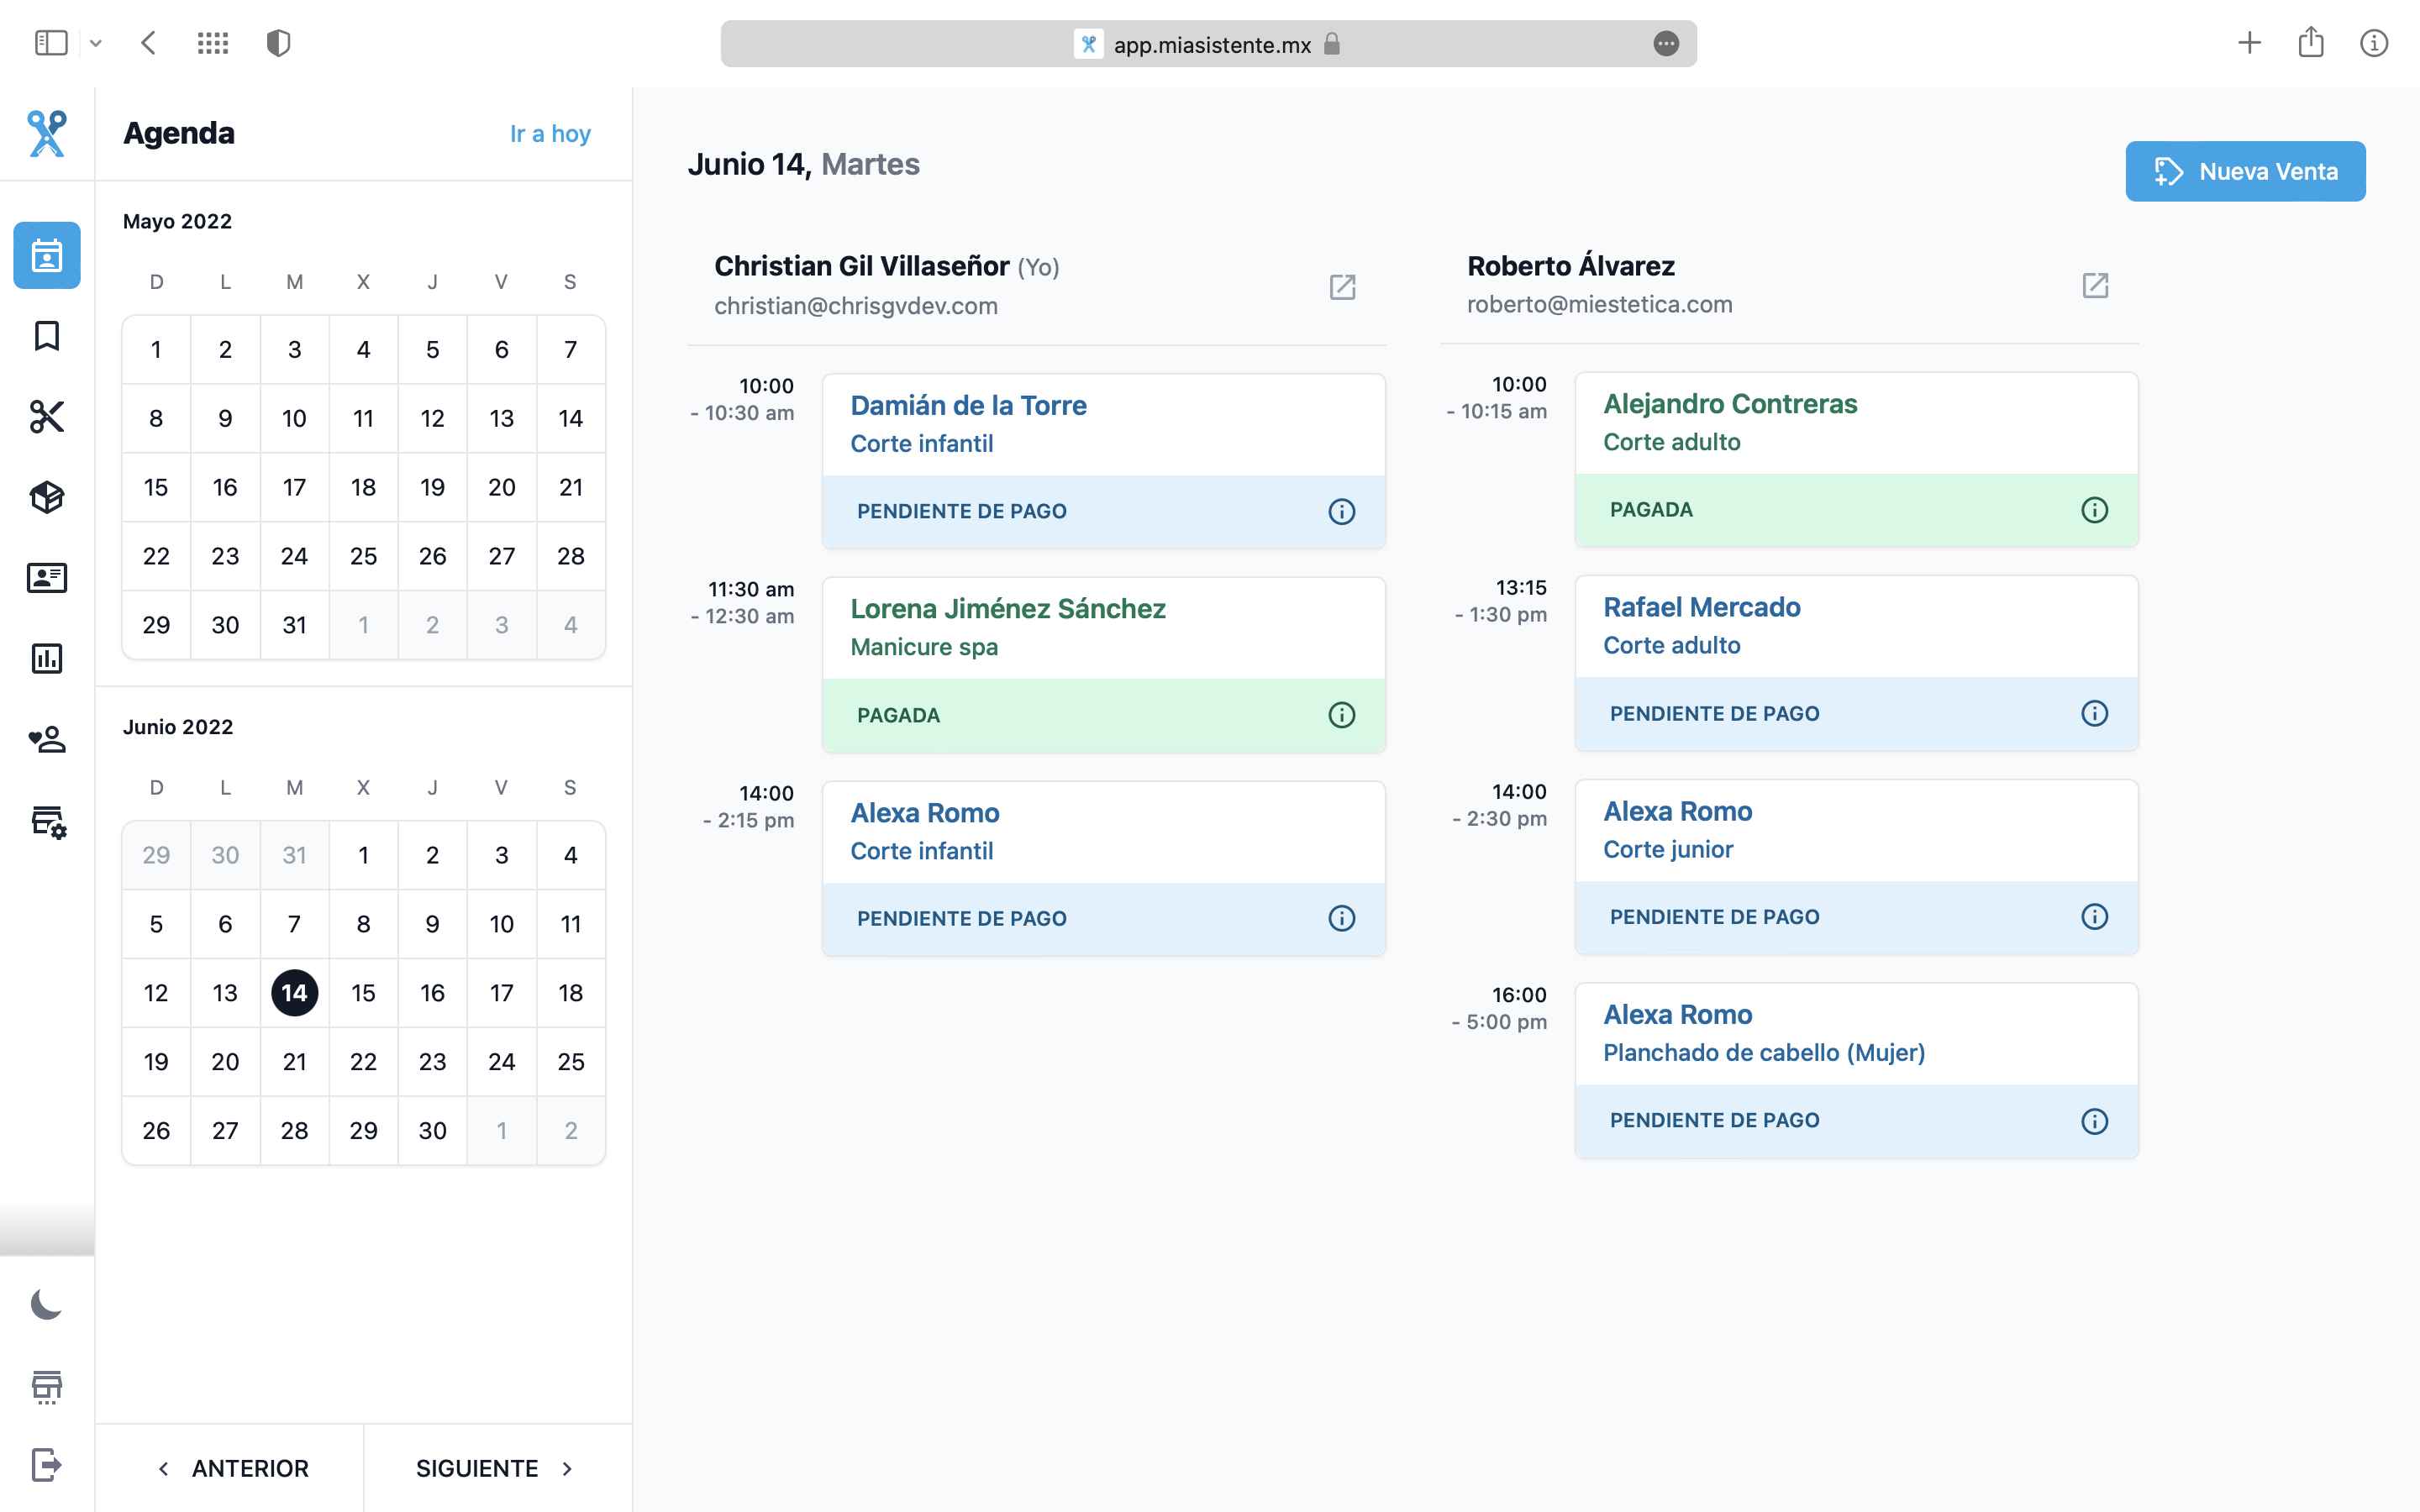 app.miasistente.mx
Agenda
Ir a hoy
Mayo 2022
D L M X J V S
1 2 3 4 5 6 7
8 9 10 11 12 13 14
15 16 17 18 19 20 21
22 23 24 25 26 27 28
29 30 31 1 2 3 4
Junio 2022
D L M X J V S
29 30 31 1 2 3 4
5 6 7 8 9 10 11
12 13 14 15 16 17 18
19 20 21 22 23 24 25
26 27 28 29 30 1 2
ANTERIOR
SIGUIENTE
Junio 14, Martes
Nueva Venta
Christian Gil Villaseñor (Yo)
christian@chrisgvdev.com
10:00
- 10:30 am
Damián de la Torre
Corte infantil
PENDIENTE DE PAGO
11:30 am
- 12:30 am
Lorena Jiménez Sánchez
Manicure spa
PAGADA
14:00
- 2:15 pm
Alexa Romo
Corte infantil
PENDIENTE DE PAGO
Roberto Álvarez
roberto@miestetica.com
10:00
- 10:15 am
Alejandro Contreras
Corte adulto
PAGADA
13:15
- 1:30 pm
Rafael Mercado
Corte adulto
PENDIENTE DE PAGO
14:00
- 2:30 pm
Alexa Romo
Corte junior
PENDIENTE DE PAGO
16:00
- 5:00 pm
Alexa Romo
Planchado de cabello (Mujer)
PENDIENTE DE PAGO